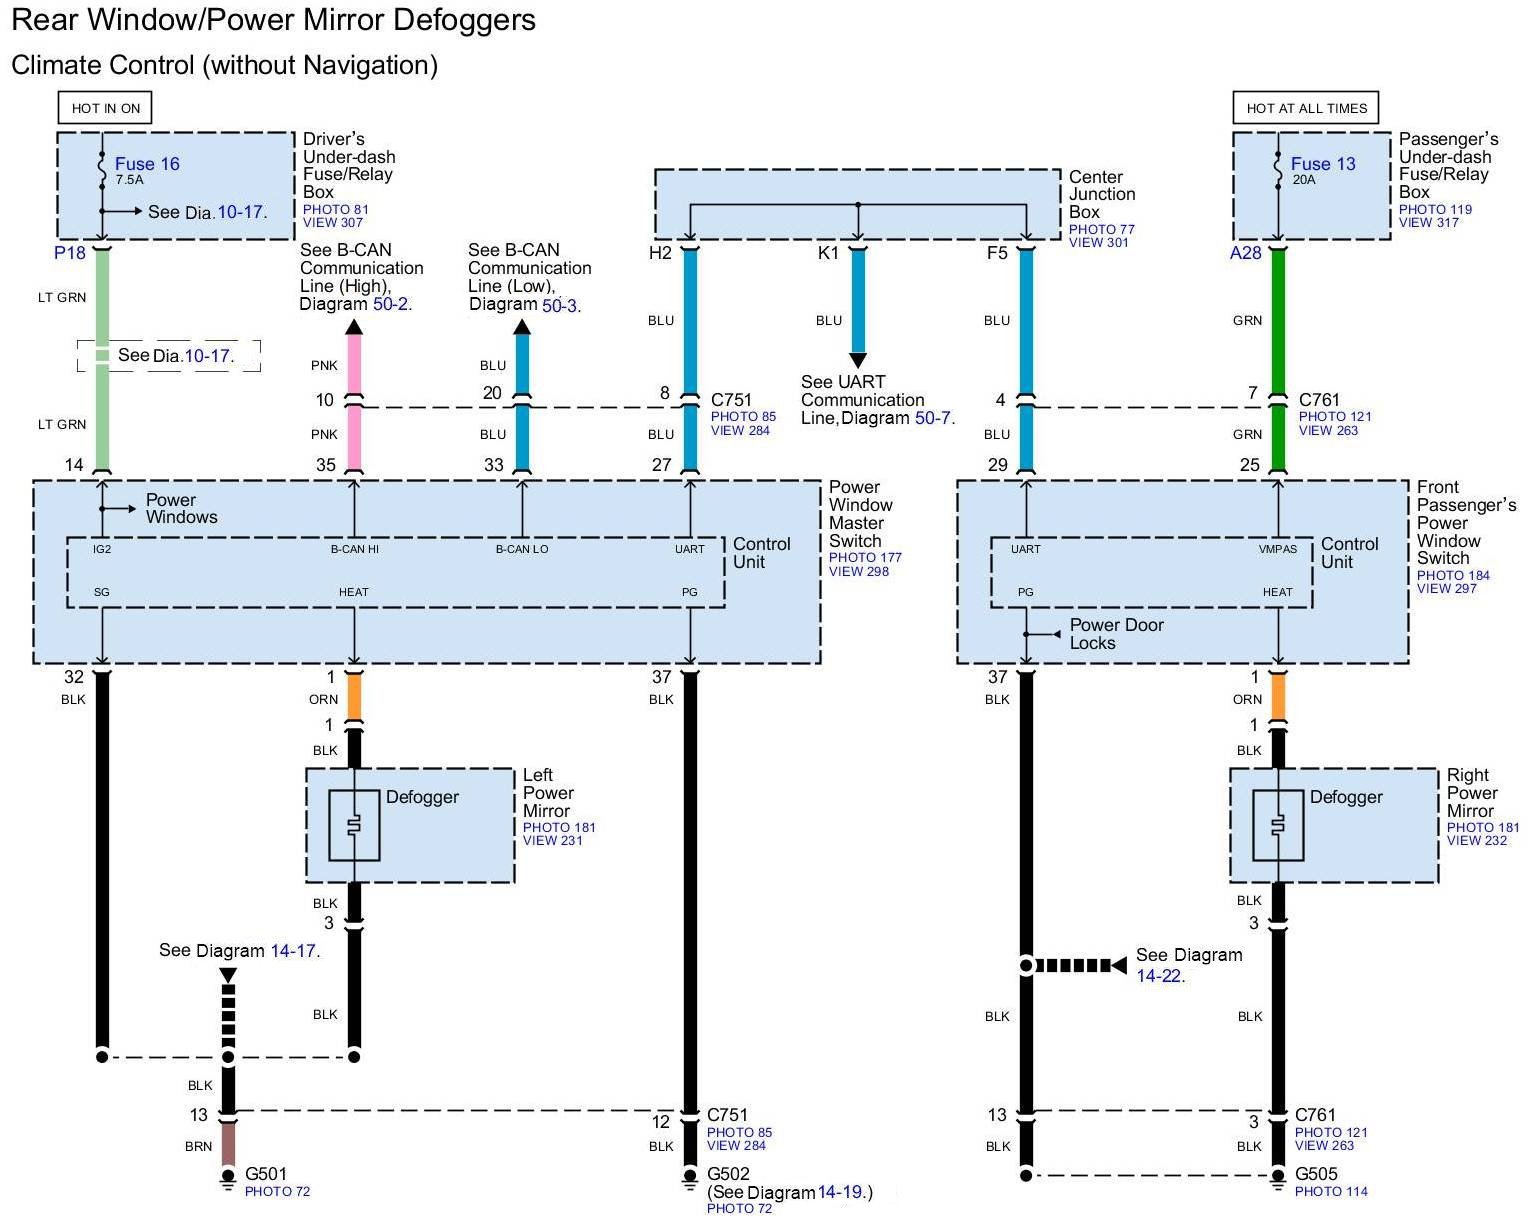 Rear Window/Power Mirror Defoggers
Climate Control (without Navigation)
HOT IN ON
HOT AT ALL TIMES
Fuse 16
7.5A
See Dia. 10-17.
Driver's
Under-dash
Fuse/Relay
Box
PHOTO 81
VIEW 307
Center
Junction
Box
PHOTO 77
VIEW 301
Fuse 13
20A
Passenger's
Under-dash
Fuse/Relay
Box
PHOTO 119
VIEW 317
P18
See B-CAN
Communication
Line (High),
Diagram 50-2.
See B-CAN
Communication
Line (Low),
Diagram 50-3.
H2
K1
F5
A28
LT GRN
BLU
BLU
BLU
GRN
See Dia. 10-17.
PNK
BLU
See UART
Communication
Line, Diagram 50-7.
10
20
8
C751
PHOTO 85
VIEW 284
4
7
C761
PHOTO 121
VIEW 263
LT GRN
PNK
BLU
BLU
BLU
GRN
14
35
33
27
29
25
Power
Windows
Power
Window
Master
Switch
PHOTO 177
VIEW 298
Front
Passenger's
Power
Window
Switch
PHOTO 184
VIEW 297
IG2
B-CAN HI
B-CAN LO
UART
Control
Unit
SG
HEAT
PG
UART
VMPAS
Control
Unit
PG
HEAT
Power Door
Locks
32
1
37
37
1
BLK
ORN
BLK
BLK
ORN
1
1
BLK
BLK
Defogger
Left
Power
Mirror
PHOTO 181
VIEW 231
Defogger
Right
Power
Mirror
PHOTO 181
VIEW 232
BLK
3
BLK
3
See Diagram 14-17.
See Diagram
14-22.
BLK
BLK
BLK
BLK
13
12
C751
PHOTO 85
VIEW 284
13
3
C761
PHOTO 121
VIEW 263
BRN
BLK
BLK
BLK
G501
PHOTO 72
G502
(See Diagram 14-19.)
PHOTO 72
G505
PHOTO 114